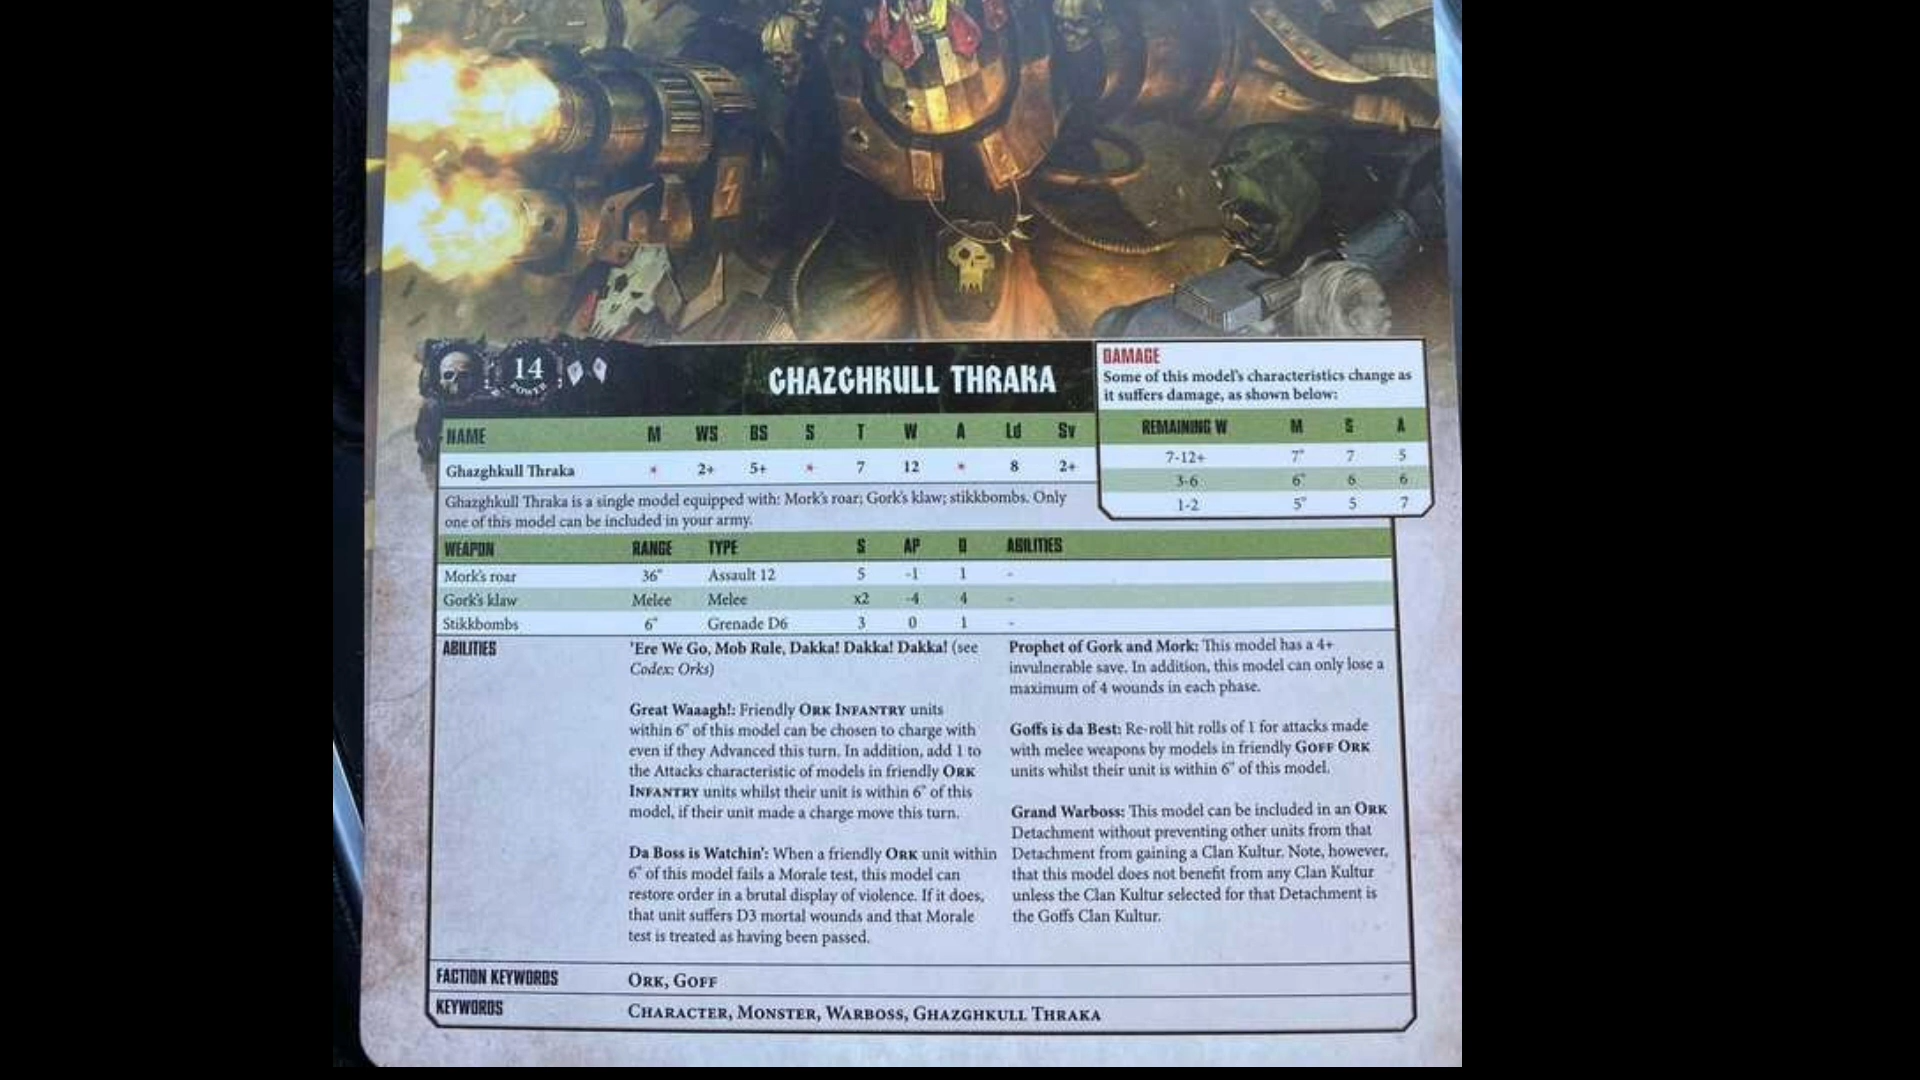 14
POWER
GHAZGHKULL THRAKA
DAMAGE
Some of this model's characteristics change as
it suffers damage, as shown below:
REMAINING W M S A
7-12+ 7" 7 5
3-6 6" 6 6
1-2 5" 5 7
NAME M WS BS S T W A Ld Sv
Ghazghkull Thraka * 2+ 5+ * 7 12 * 8 2+
Ghazghkull Thraka is a single model equipped with: Mork's roar; Gork's klaw; stikkbombs. Only
one of this model can be included in your army.
WEAPON RANGE TYPE S AP D ABILITIES
Mork's roar 36" Assault 12 5 -1 1 -
Gork's klaw Melee Melee x2 -4 4 -
Stikkbombs 6" Grenade D6 3 0 1 -
ABILITIES
'Ere We Go, Mob Rule, Dakka! Dakka! Dakka! (see
Codex: Orks)
Great Waaagh!: Friendly ORK INFANTRY units
within 6" of this model can be chosen to charge with
even if they Advanced this turn. In addition, add 1 to
the Attacks characteristic of models in friendly ORK
INFANTRY units whilst their unit is within 6" of this
model, if their unit made a charge move this turn.
Da Boss is Watchin': When a friendly ORK unit within
6" of this model fails a Morale test, this model can
restore order in a brutal display of violence. If it does,
that unit suffers D3 mortal wounds and that Morale
test is treated as having been passed.
Prophet of Gork and Mork: This model has a 4+
invulnerable save. In addition, this model can only lose a
maximum of 4 wounds in each phase.
Goffs is da Best: Re-roll hit rolls of 1 for attacks made
with melee weapons by models in friendly GOFF ORK
units whilst their unit is within 6" of this model.
Grand Warboss: This model can be included in an ORK
Detachment without preventing other units from that
Detachment from gaining a Clan Kultur. Note, however,
that this model does not benefit from any Clan Kultur
unless the Clan Kultur selected for that Detachment is
the Goffs Clan Kultur.
FACTION KEYWORDS ORK, GOFF
KEYWORDS CHARACTER, MONSTER, WARBOSS, GHAZGHKULL THRAKA